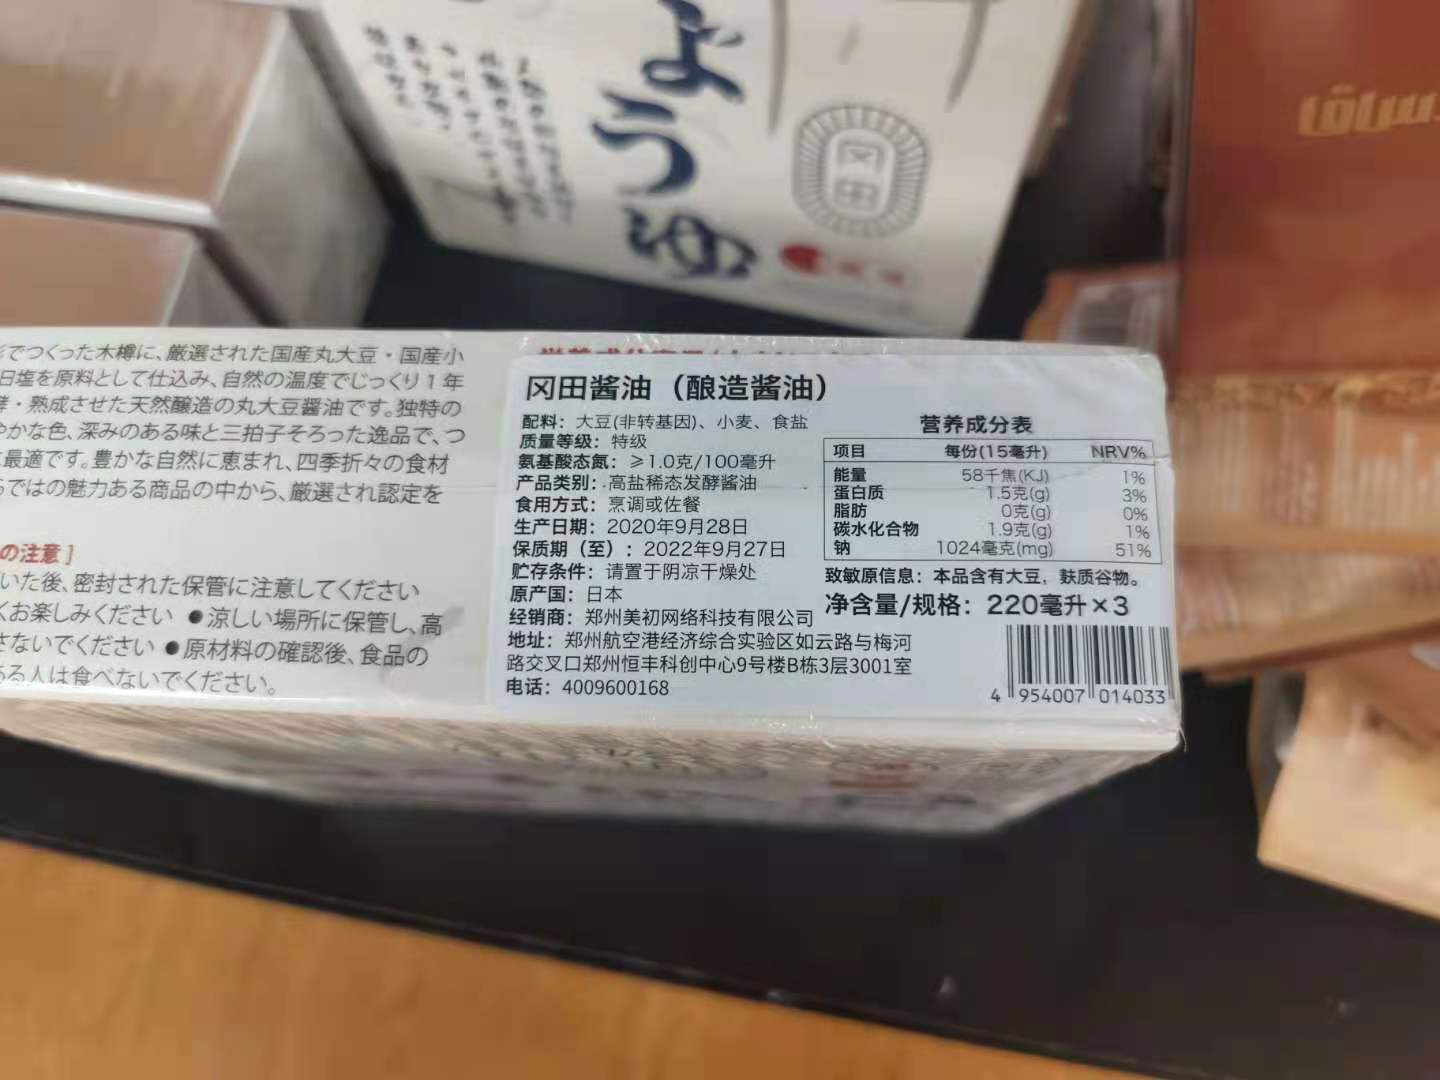 ょうゆ
冈田
ساق
でつくった木樽に、厳選された国産丸大豆・国産小
日塩を原料として仕込み、自然の温度でじっくり1年
・熟成させた天然醸造の丸大豆醤油です。独特の
やかな色、深みのある味と三拍子そろった逸品で、つ
最適です。豊かな自然に恵まれ、四季折々の食材
ではの魅力ある商品の中から、厳選され認定を
の注意]
いた後、密封された保管に注意してください
くお楽しみください ●涼しい場所に保管し、高
さないでください ●原材料の確認後、食品の
る人は食べないでください。
冈田酱油（酿造酱油）
配料：大豆(非转基因)、小麦、食盐
质量等级：特级
氨基酸态氮：≥1.0克/100毫升
产品类别：高盐稀态发酵酱油
食用方式：烹调或佐餐
生产日期：2020年9月28日
保质期（至）：2022年9月27日
贮存条件：请置于阴凉干燥处
原产国：日本
经销商：郑州美初网络科技有限公司
地址：郑州航空港经济综合实验区如云路与梅河
路交叉口郑州恒丰科创中心9号楼B栋3层3001室
电话：4009600168
营养成分表
项目 每份(15毫升) NRV%
能量 58千焦(KJ) 1%
蛋白质 1.5克(g) 3%
脂肪 0克(g) 0%
碳水化合物 1.9克(g) 1%
钠 1024毫克(mg) 51%
致敏原信息：本品含有大豆，麸质谷物。
净含量/规格：220毫升×3
4 954007 014033